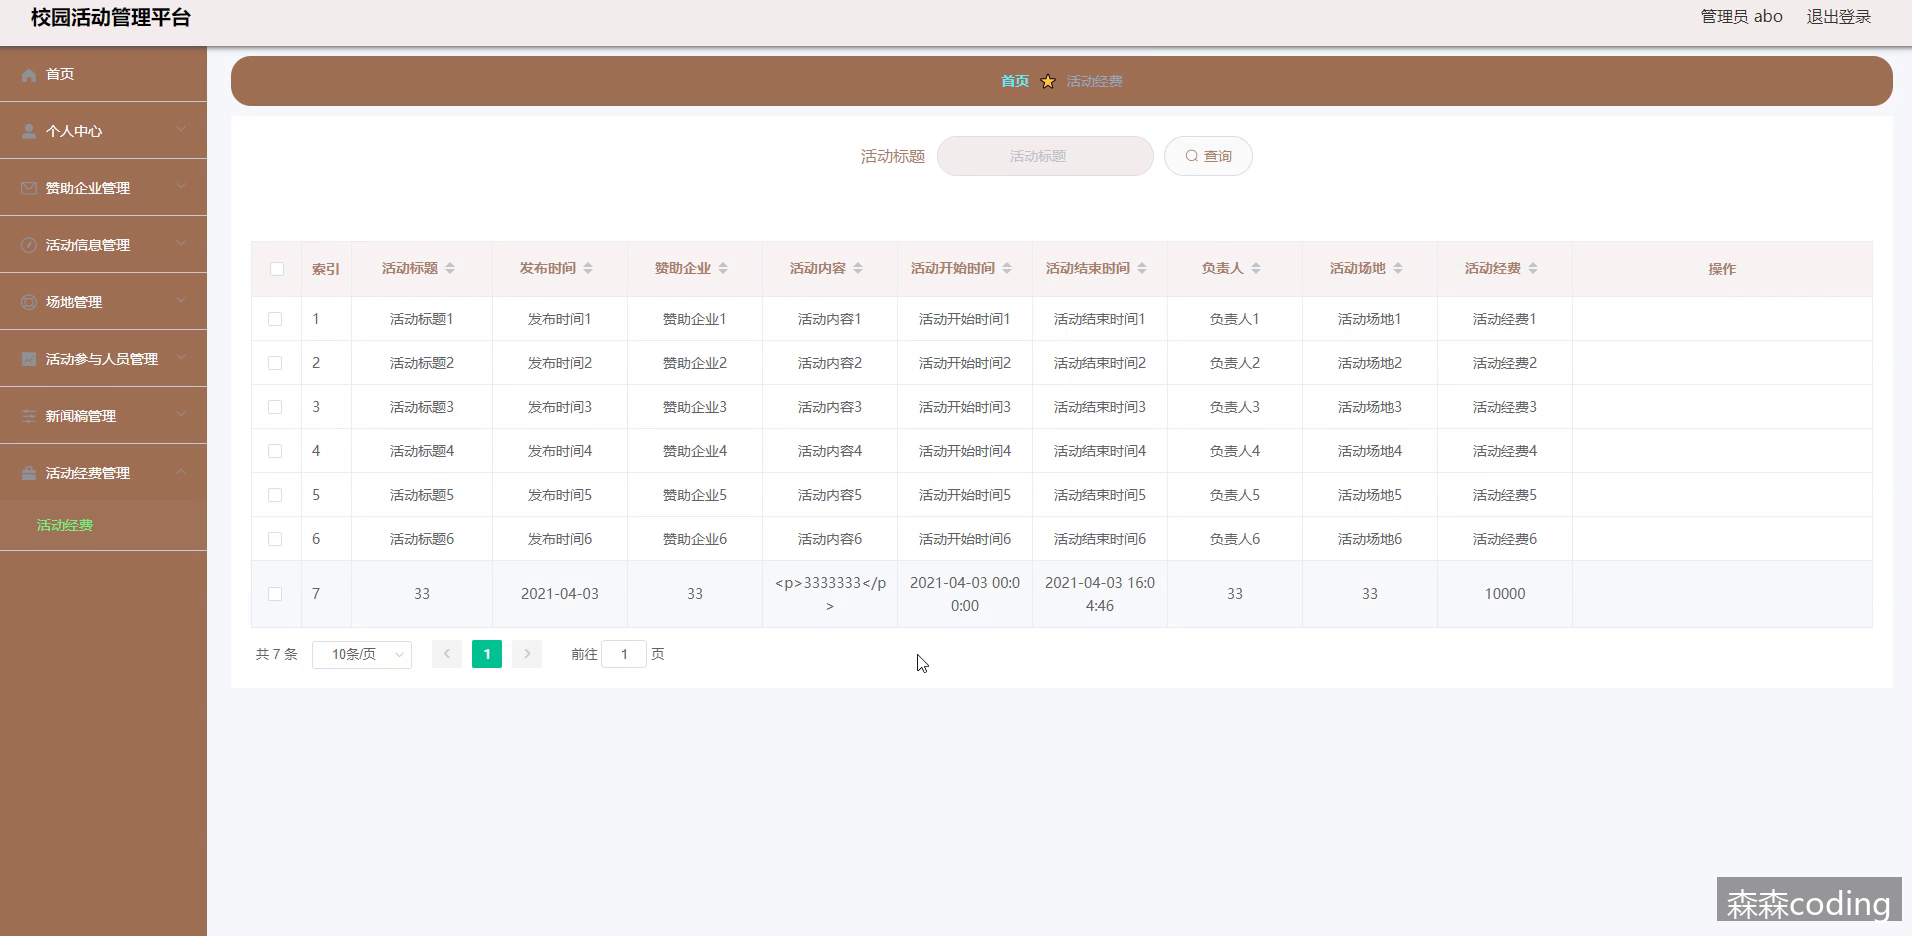 校园活动管理平台
管理员 abo 退出登录
首页
个人中心
赞助企业管理
活动信息管理
场地管理
活动参与人员管理
新闻稿管理
活动经费管理
活动经费
首页 活动经费
活动标题 活动标题 查询
索引 活动标题 发布时间 赞助企业 活动内容 活动开始时间 活动结束时间 负责人 活动场地 活动经费 操作
1 活动标题1 发布时间1 赞助企业1 活动内容1 活动开始时间1 活动结束时间1 负责人1 活动场地1 活动经费1
2 活动标题2 发布时间2 赞助企业2 活动内容2 活动开始时间2 活动结束时间2 负责人2 活动场地2 活动经费2
3 活动标题3 发布时间3 赞助企业3 活动内容3 活动开始时间3 活动结束时间3 负责人3 活动场地3 活动经费3
4 活动标题4 发布时间4 赞助企业4 活动内容4 活动开始时间4 活动结束时间4 负责人4 活动场地4 活动经费4
5 活动标题5 发布时间5 赞助企业5 活动内容5 活动开始时间5 活动结束时间5 负责人5 活动场地5 活动经费5
6 活动标题6 发布时间6 赞助企业6 活动内容6 活动开始时间6 活动结束时间6 负责人6 活动场地6 活动经费6
7 33 2021-04-03 33 <p>3333333</p 2021-04-03 00:0 2021-04-03 16:0 33 33 10000
> 0:00 4:46
共 7 条 10条/页 1 前往 1 页
森森coding